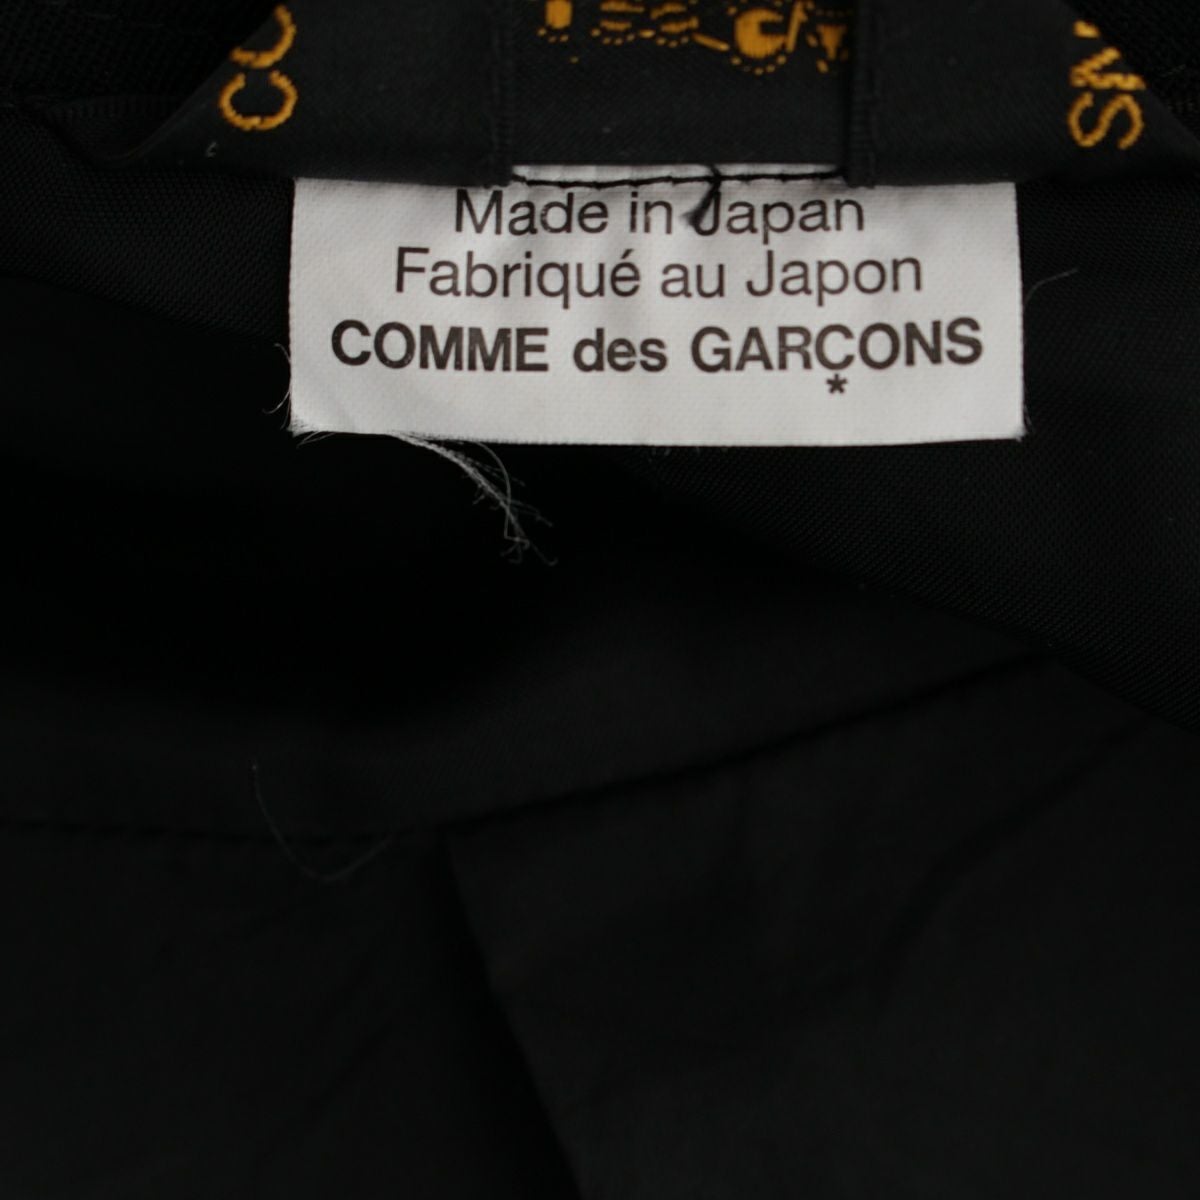 Made in Japan
Fabriqué au Japon
COMME des GARÇONS
*